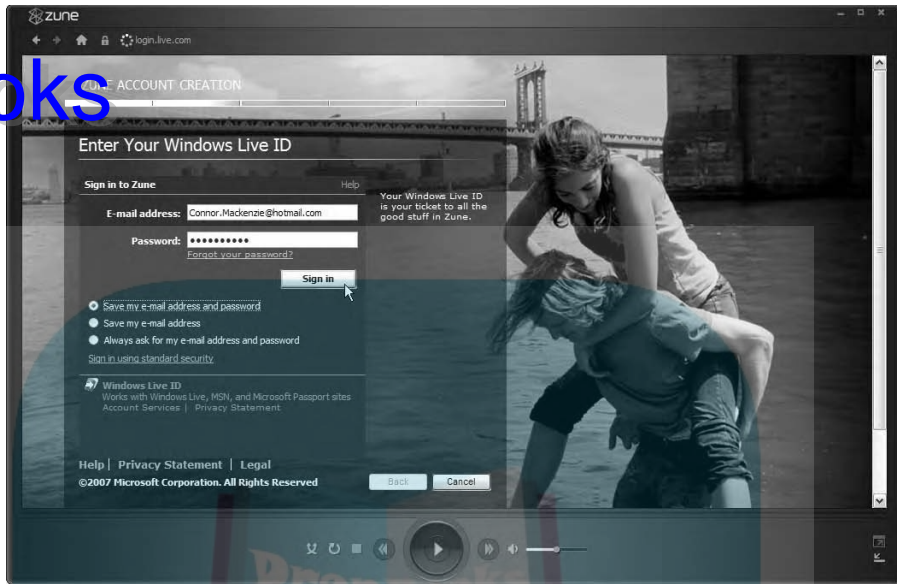 zune
login.live.com
ZUNE ACCOUNT CREATION
Enter Your Windows Live ID
Sign in to Zune
Help
E-mail address: Connor.Mackenzie@hotmail.com
Password: ••••••••••
Forgot your password?
Sign in
Your Windows Live ID
is your ticket to all the
good stuff in Zune.
Save my e-mail address and password
Save my e-mail address
Always ask for my e-mail address and password
Sign in using standard security
Windows Live ID
Works with Windows Live, MSN, and Microsoft Passport sites
Account Services | Privacy Statement
Help | Privacy Statement | Legal
©2007 Microsoft Corporation. All Rights Reserved
Back
Cancel